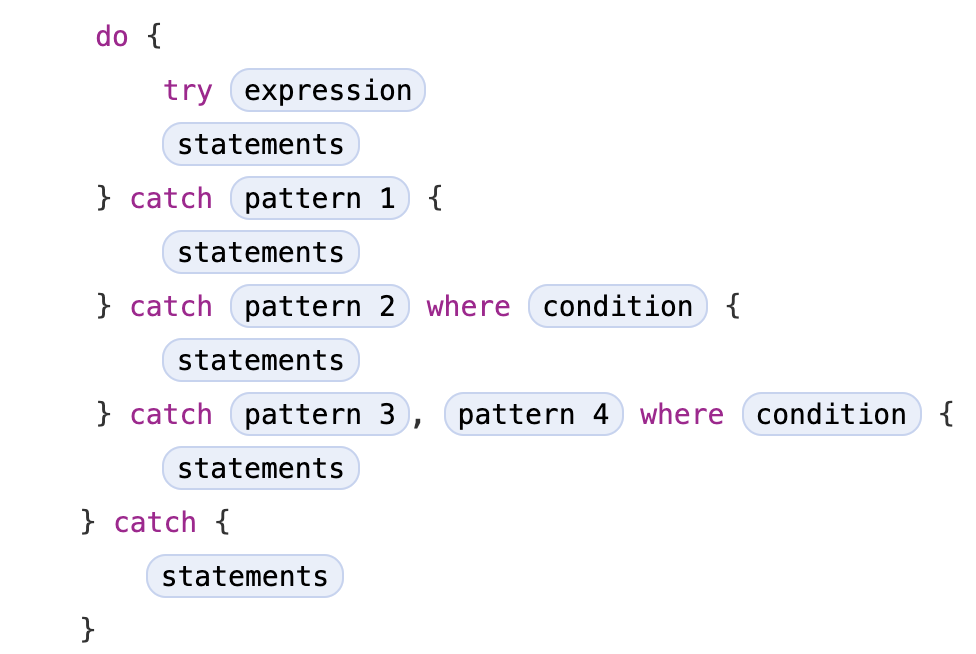 do {
try expression
statements
} catch pattern 1 {
statements
} catch pattern 2 where condition {
statements
} catch pattern 3, pattern 4 where condition {
statements
} catch {
statements
}